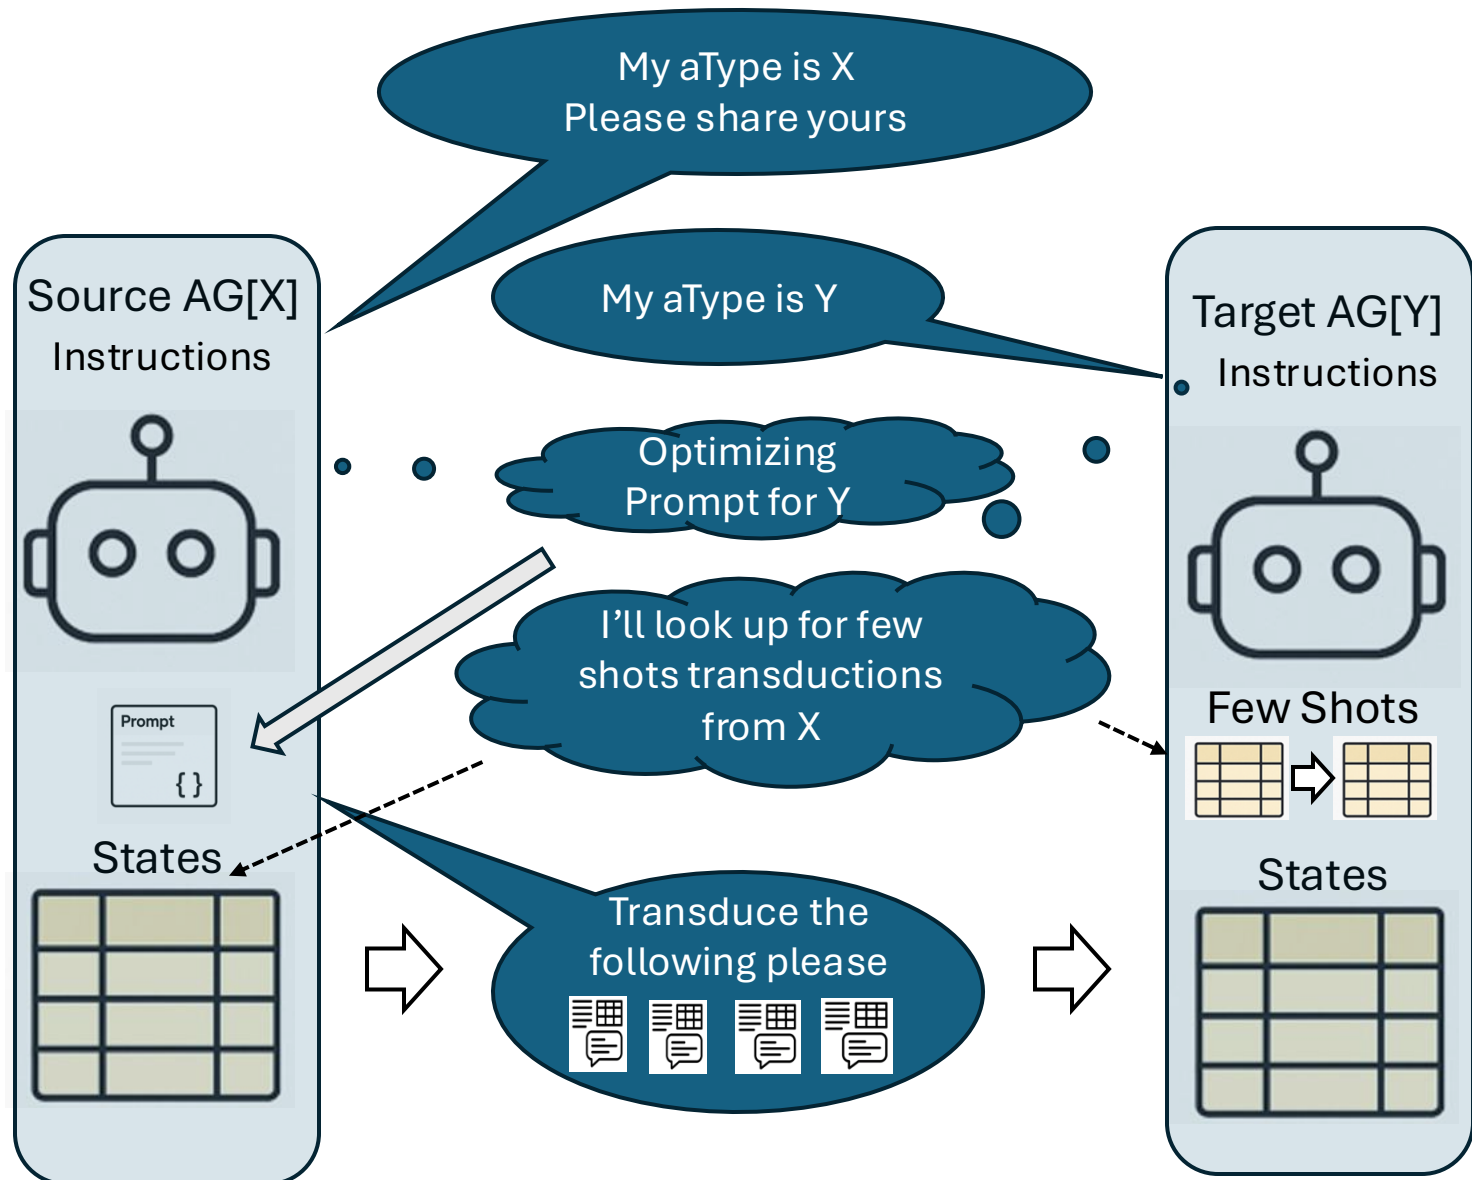 My aType is X
Please share yours
Source AG[X]
Instructions
My aType is Y
Target AG[Y]
Instructions
Optimizing
Prompt for Y
I’ll look up for few
shots transductions
from X
Prompt
{ }
Few Shots
States
States
Transduce the
following please